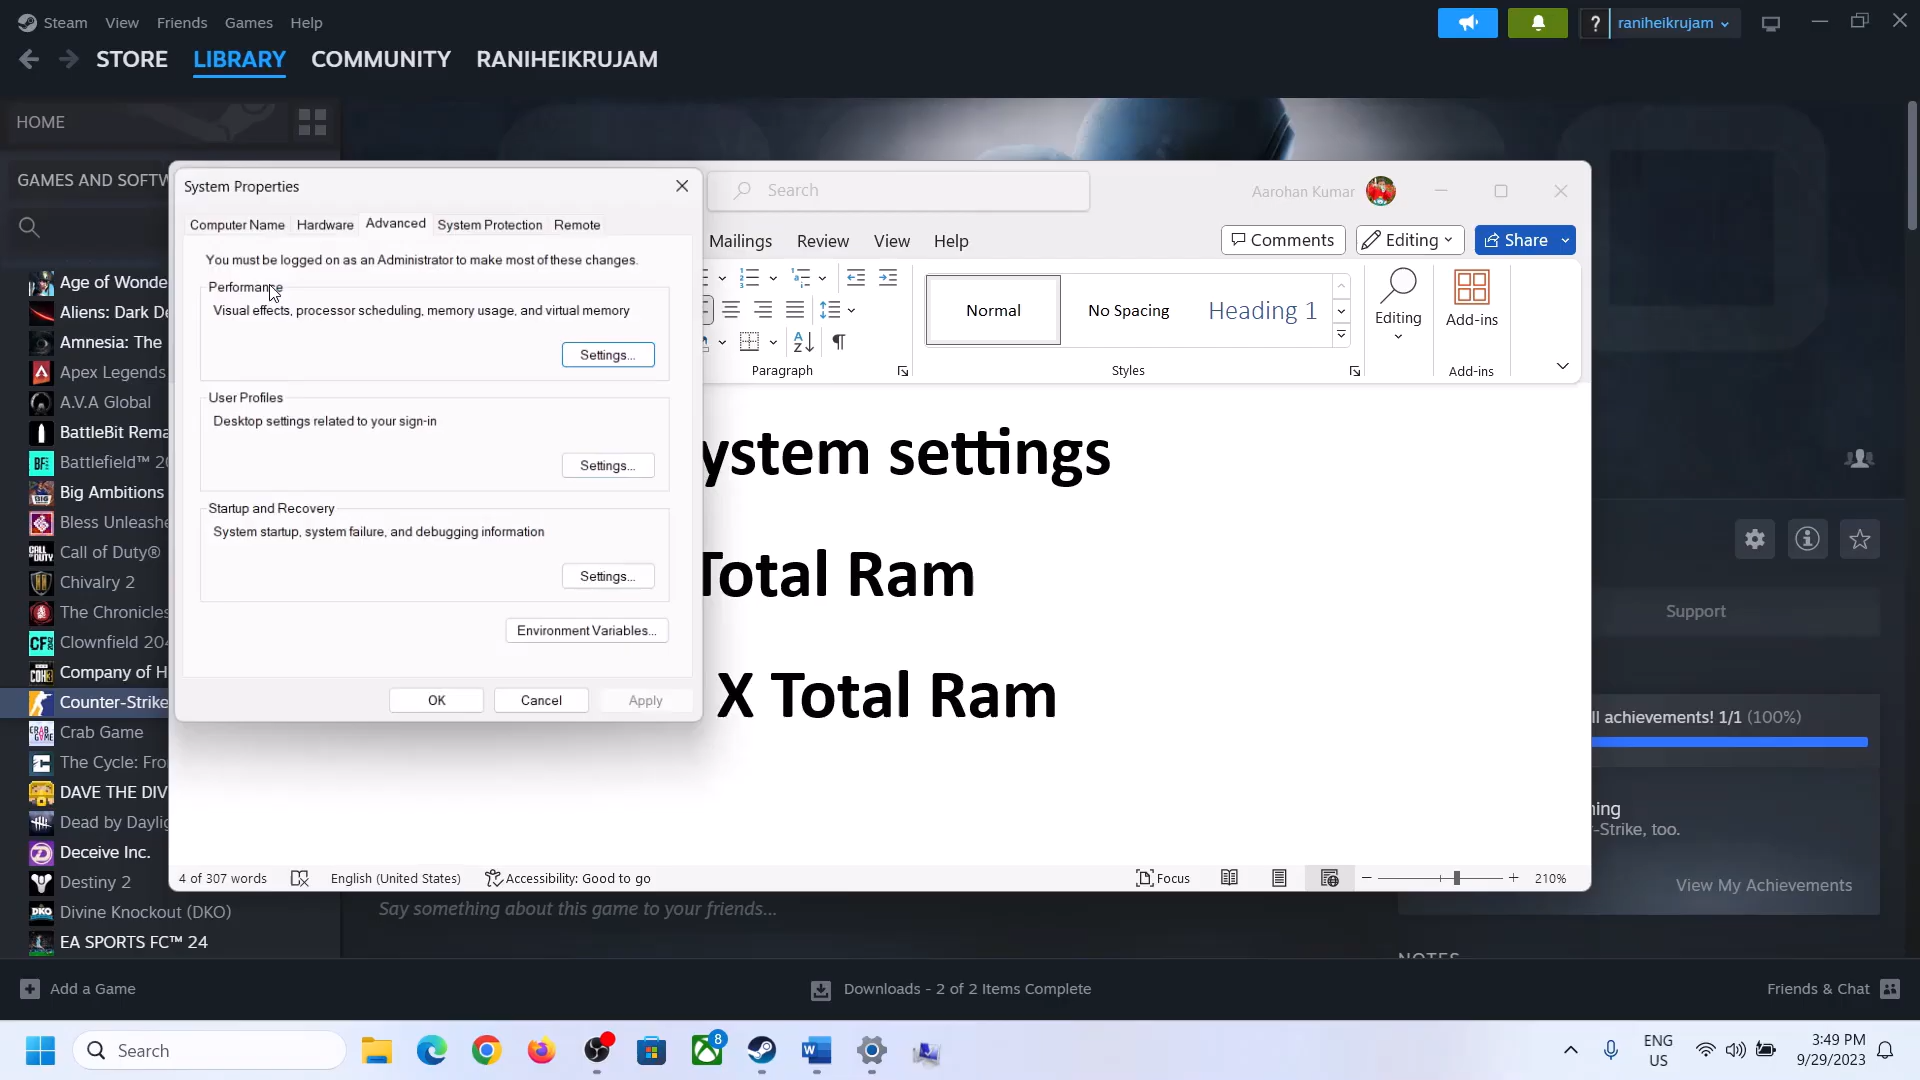 Steam View Friends Games Help
raniheikrujam
STORE LIBRARY COMMUNITY RANIHEIKRUJAM
HOME
GAMES AND SOFTW
Age of Wonde
Aliens: Dark De
Amnesia: The
Apex Legends
A.V.A Global
BattleBit Rema
Battlefield™ 20
Big Ambitions
Bless Unleashe
Call of Duty®
Chivalry 2
The Chronicles
Clownfield 204
Company of H
Counter-Strike
Crab Game
The Cycle: Fro
DAVE THE DIV
Dead by Daylig
Deceive Inc.
Destiny 2
Divine Knockout (DKO)
EA SPORTS FC™ 24
System Properties
Computer Name Hardware Advanced System Protection Remote
You must be logged on as an Administrator to make most of these changes.
Performance
Visual effects, processor scheduling, memory usage, and virtual memory
Settings...
User Profiles
Desktop settings related to your sign-in
Settings...
Startup and Recovery
System startup, system failure, and debugging information
Settings...
Environment Variables...
OK Cancel Apply
Search
Aarohan Kumar
Mailings Review View Help
Comments Editing Share
Normal No Spacing Heading 1
Editing Add-ins
Paragraph Styles Add-ins
ystem settings
Total Ram
X Total Ram
4 of 307 words English (United States) Accessibility: Good to go Focus 210%
Support
ll achievements! 1/1 (100%)
ning
-Strike, too.
View My Achievements
Say something about this game to your friends...
NOTES
Add a Game Downloads - 2 of 2 Items Complete Friends & Chat
Search
8
ENG
US
3:49 PM
9/29/2023